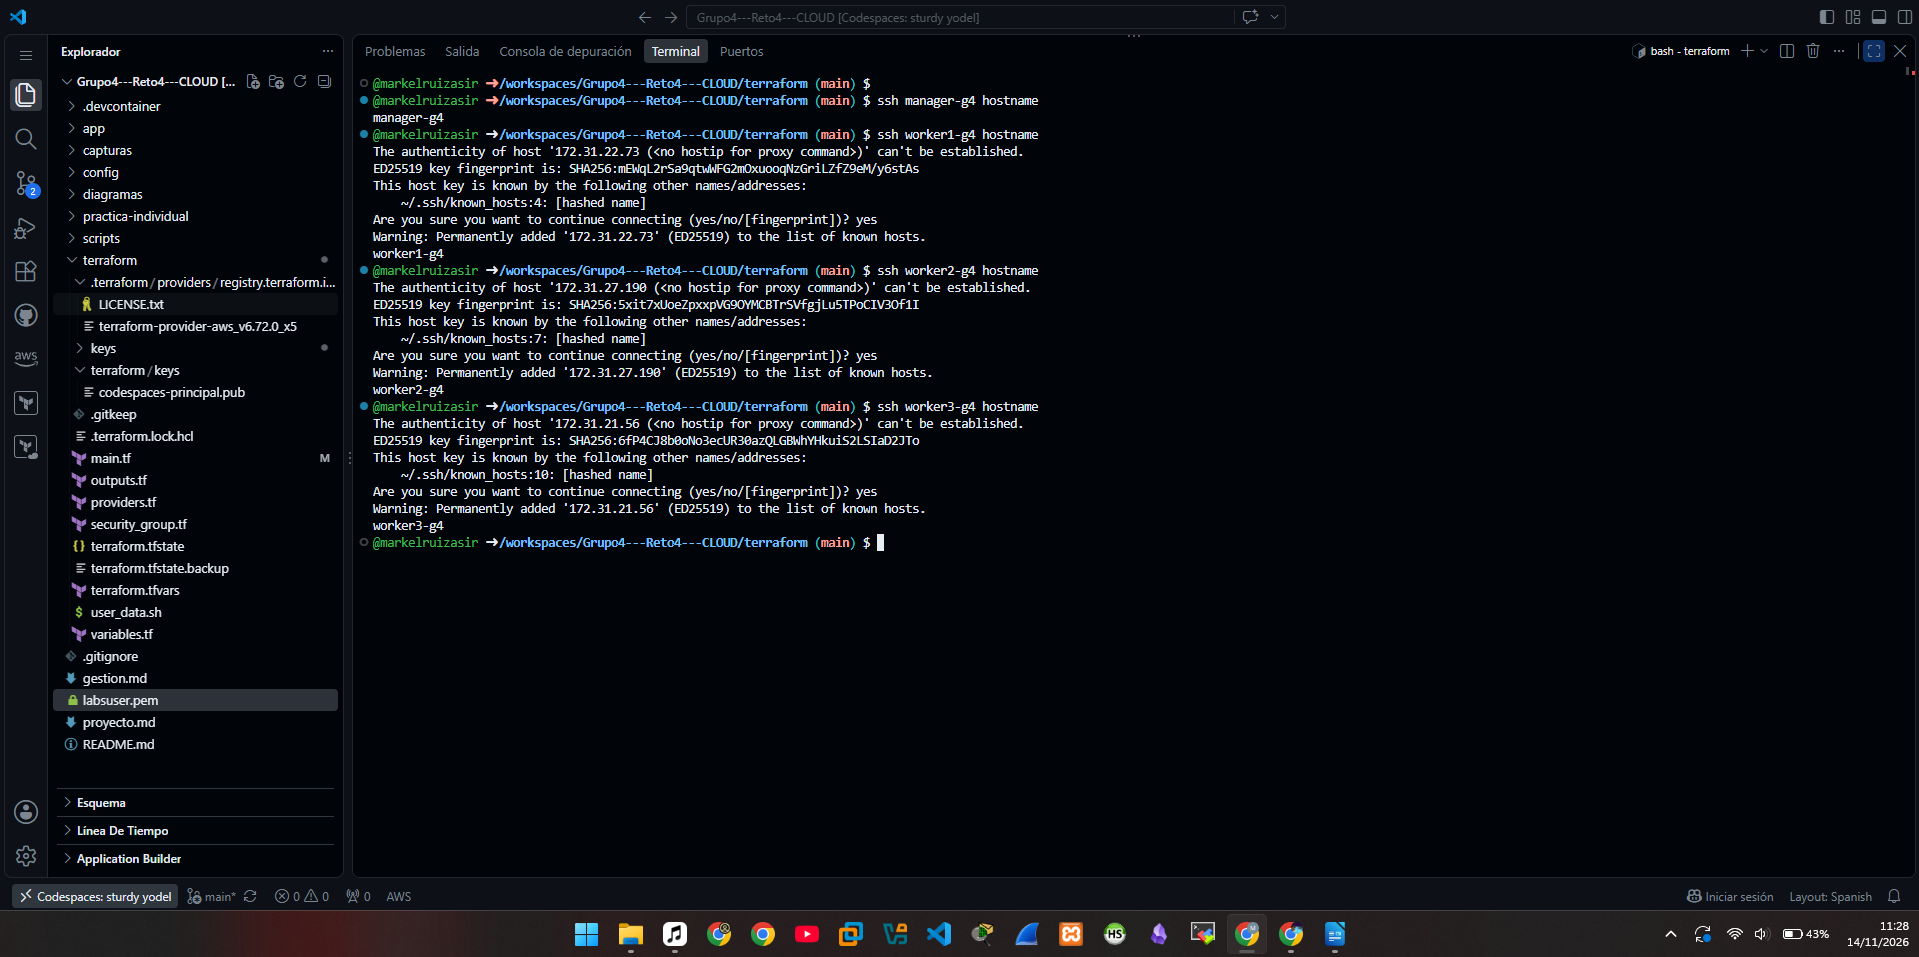 Grupo4---Reto4---CLOUD [Codespaces: sturdy yodel]
Explorador
Grupo4---Reto4---CLOUD [...
.devcontainer
app
capturas
config
diagramas
practica-individual
scripts
terraform
.terraform/providers/registry.terraform.i...
LICENSE.txt
terraform-provider-aws_v6.72.0_x5
keys
terraform/keys
codespaces-principal.pub
.gitkeep
.terraform.lock.hcl
main.tf M
outputs.tf
providers.tf
security_group.tf
terraform.tfstate
terraform.tfstate.backup
terraform.tfvars
user_data.sh
variables.tf
.gitignore
gestion.md
labsuser.pem
proyecto.md
README.md
Esquema
Línea De Tiempo
Application Builder
2
aws
Problemas Salida Consola de depuración Terminal Puertos
bash - terraform
@markelruizasir ➜/workspaces/Grupo4---Reto4---CLOUD/terraform (main) $
@markelruizasir ➜/workspaces/Grupo4---Reto4---CLOUD/terraform (main) $ ssh manager-g4 hostname
manager-g4
@markelruizasir ➜/workspaces/Grupo4---Reto4---CLOUD/terraform (main) $ ssh worker1-g4 hostname
The authenticity of host '172.31.22.73 (<no hostip for proxy command>)' can't be established.
ED25519 key fingerprint is: SHA256:mEWqL2rSa9qtwWFG2mOxuooqNzGriLZfZ9eM/y6stAs
This host key is known by the following other names/addresses:
~/.ssh/known_hosts:4: [hashed name]
Are you sure you want to continue connecting (yes/no/[fingerprint])? yes
Warning: Permanently added '172.31.22.73' (ED25519) to the list of known hosts.
worker1-g4
@markelruizasir ➜/workspaces/Grupo4---Reto4---CLOUD/terraform (main) $ ssh worker2-g4 hostname
The authenticity of host '172.31.27.190 (<no hostip for proxy command>)' can't be established.
ED25519 key fingerprint is: SHA256:5xit7xUoeZpxxpVG9OYMCBTrSVfgjLu5TPoCIV3Of1I
This host key is known by the following other names/addresses:
~/.ssh/known_hosts:7: [hashed name]
Are you sure you want to continue connecting (yes/no/[fingerprint])? yes
Warning: Permanently added '172.31.27.190' (ED25519) to the list of known hosts.
worker2-g4
@markelruizasir ➜/workspaces/Grupo4---Reto4---CLOUD/terraform (main) $ ssh worker3-g4 hostname
The authenticity of host '172.31.21.56 (<no hostip for proxy command>)' can't be established.
ED25519 key fingerprint is: SHA256:6fP4CJ8b0oNo3ecUR30azQLGBWhYHkuiS2LSIaD2JTo
This host key is known by the following other names/addresses:
~/.ssh/known_hosts:10: [hashed name]
Are you sure you want to continue connecting (yes/no/[fingerprint])? yes
Warning: Permanently added '172.31.21.56' (ED25519) to the list of known hosts.
worker3-g4
@markelruizasir ➜/workspaces/Grupo4---Reto4---CLOUD/terraform (main) $
Codespaces: sturdy yodel main* 0 0 0 AWS
Iniciar sesión Layout: Spanish
HS
43%
11:28
14/11/2026